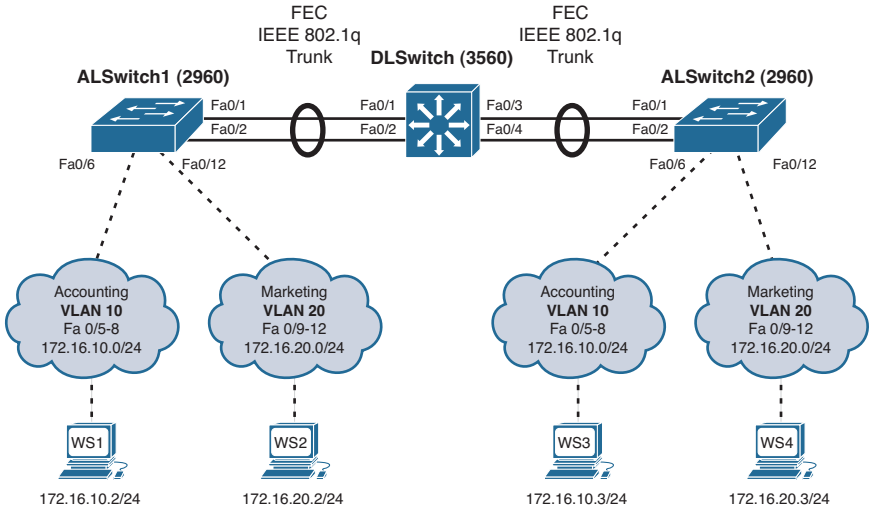 FEC
IEEE 802.1q
Trunk
FEC
IEEE 802.1q
Trunk
ALSwitch1 (2960)
DLSwitch (3560)
ALSwitch2 (2960)
Fa0/1
Fa0/2
Fa0/1
Fa0/2
Fa0/3
Fa0/4
Fa0/1
Fa0/2
Fa0/6
Fa0/12
Fa0/6
Fa0/12
Accounting
VLAN 10
Fa 0/5-8
172.16.10.0/24
Marketing
VLAN 20
Fa 0/9-12
172.16.20.0/24
Accounting
VLAN 10
Fa 0/5-8
172.16.10.0/24
Marketing
VLAN 20
Fa 0/9-12
172.16.20.0/24
WS1
WS2
WS3
WS4
172.16.10.2/24
172.16.20.2/24
172.16.10.3/24
172.16.20.3/24